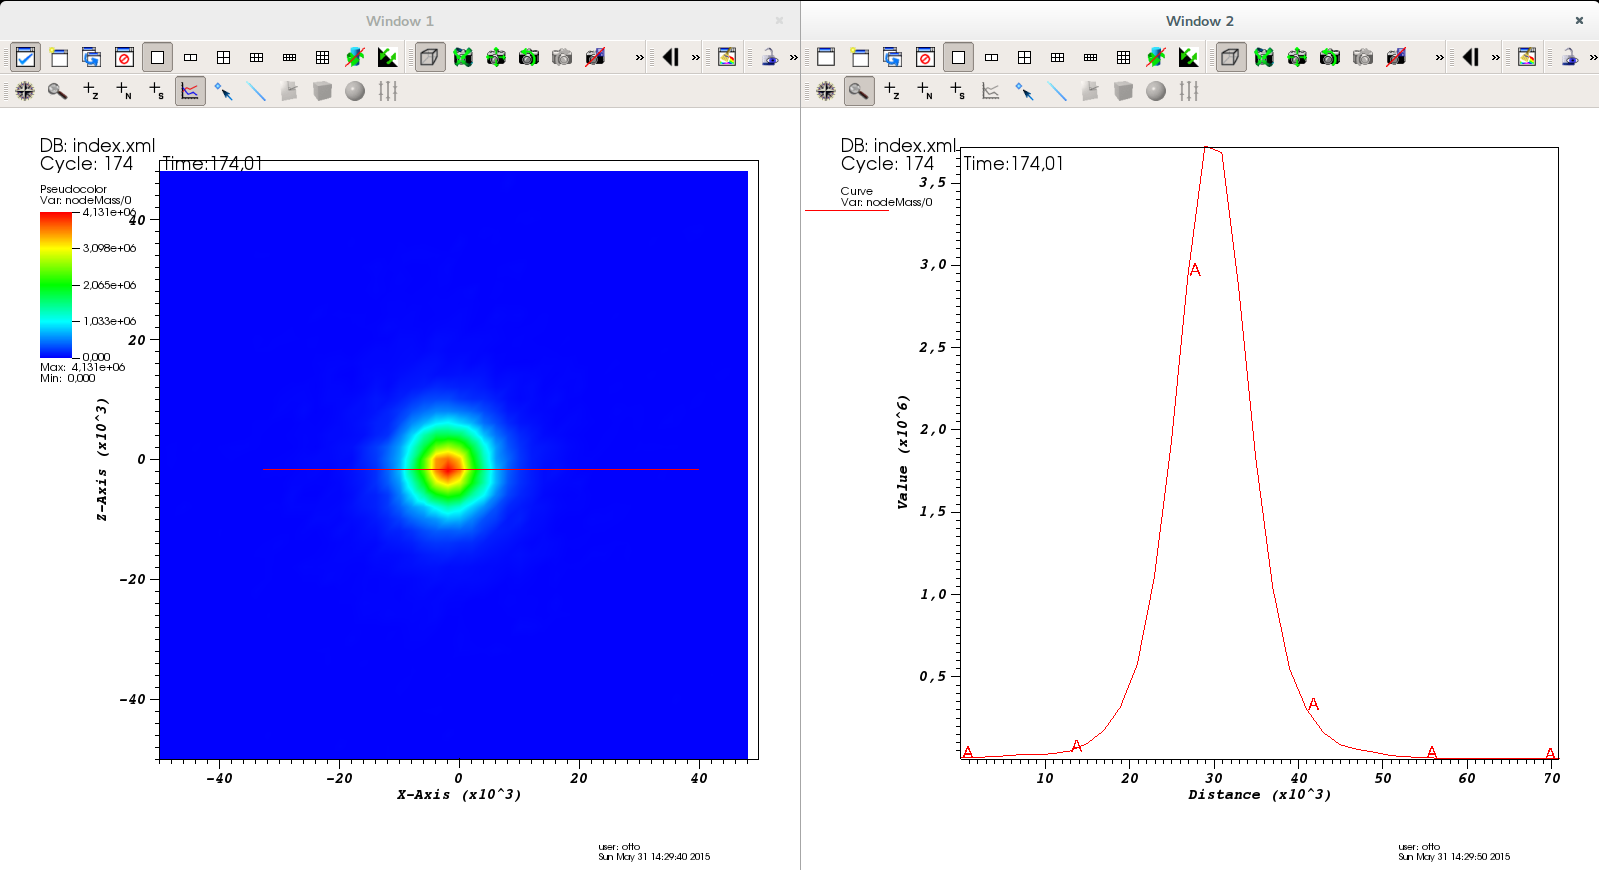 Window 1
Z
N
S
DB: index.xml
Cycle: 174 Time:174,01
Pseudocolor
Var: nodeMass/0
4,131e+06
3,098e+06
2,065e+06
1,033e+06
0,000
Max: 4,131e+06
Min: 0,000
40
20
0
-20
-40
Z-Axis (x10^3)
-40 -20 0 20 40
X-Axis (x10^3)
user: otto
Sun May 31 14:29:40 2015
Window 2
Z
N
S
DB: index.xml
Cycle: 174 Time:174,01
Curve
Var: nodeMass/0
3,5
3,0
2,5
2,0
1,5
1,0
0,5
Value (x10^6)
A
A
A
A
A
A
10 20 30 40 50 60 70
Distance (x10^3)
user: otto
Sun May 31 14:29:50 2015